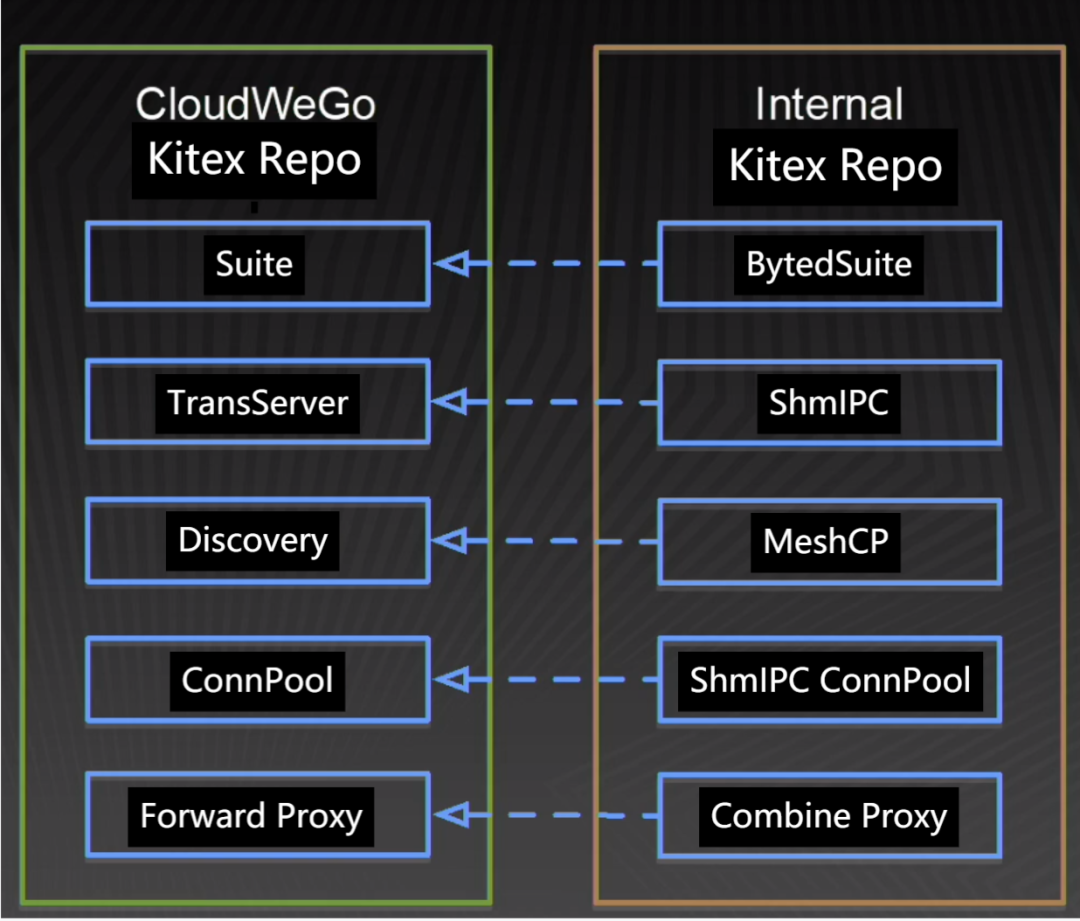 CloudWeGo
Kitex Repo
Suite
TransServer
Discovery
ConnPool
Forward Proxy
Internal
Kitex Repo
BytedSuite
ShmIPC
MeshCP
ShmIPC ConnPool
Combine Proxy